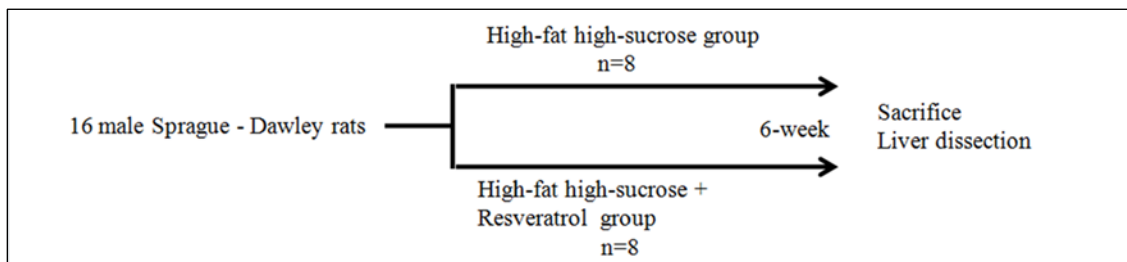 High-fat high-sucrose group
n=8
16 male Sprague - Dawley rats
6-week
Sacrifice
Liver dissection
High-fat high-sucrose +
Resveratrol group
n=8